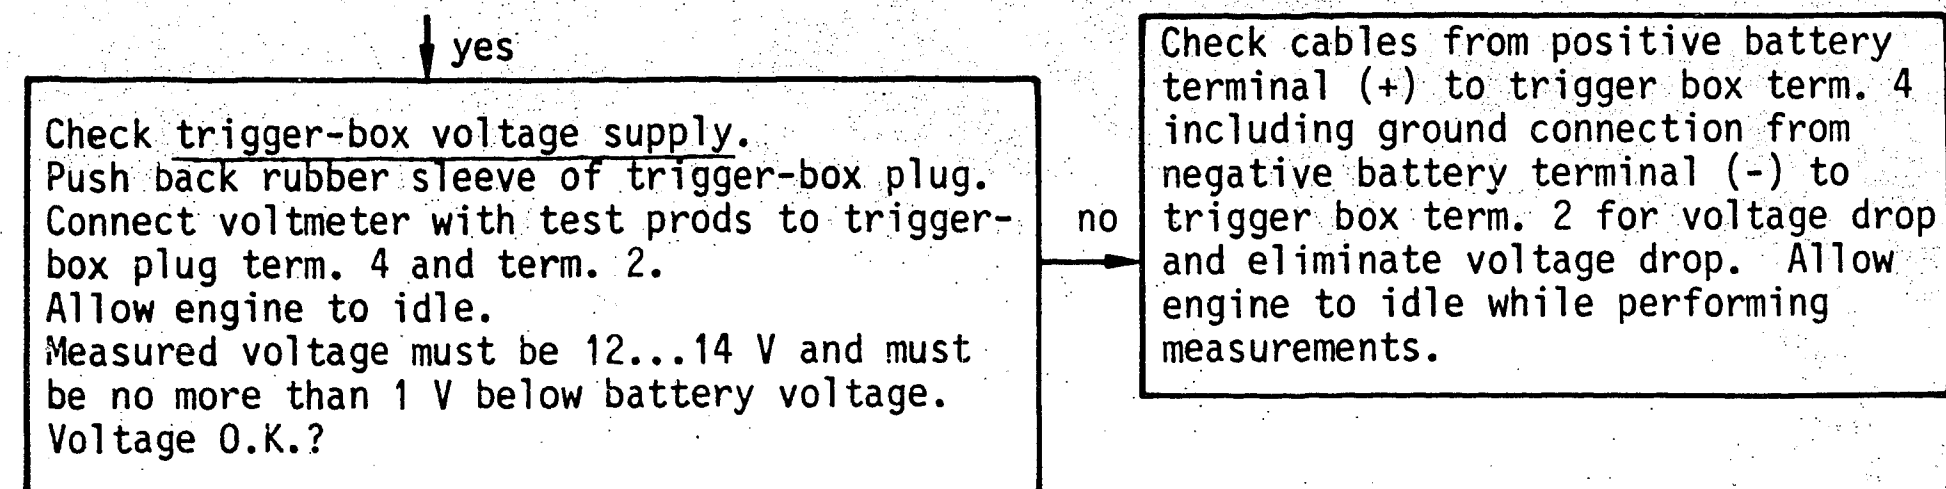 yes
Check trigger-box voltage supply.
Push back rubber sleeve of trigger-box plug.
Connect voltmeter with test prods to trigger-
box plug term. 4 and term. 2.
Allow engine to idle.
Measured voltage must be 12...14 V and must
be no more than 1 V below battery voltage.
Voltage O.K.?
no
Check cables from positive battery
terminal (+) to trigger box term. 4
including ground connection from
negative battery terminal (-) to
trigger box term. 2 for voltage drop
and eliminate voltage drop. Allow
engine to idle while performing
measurements.